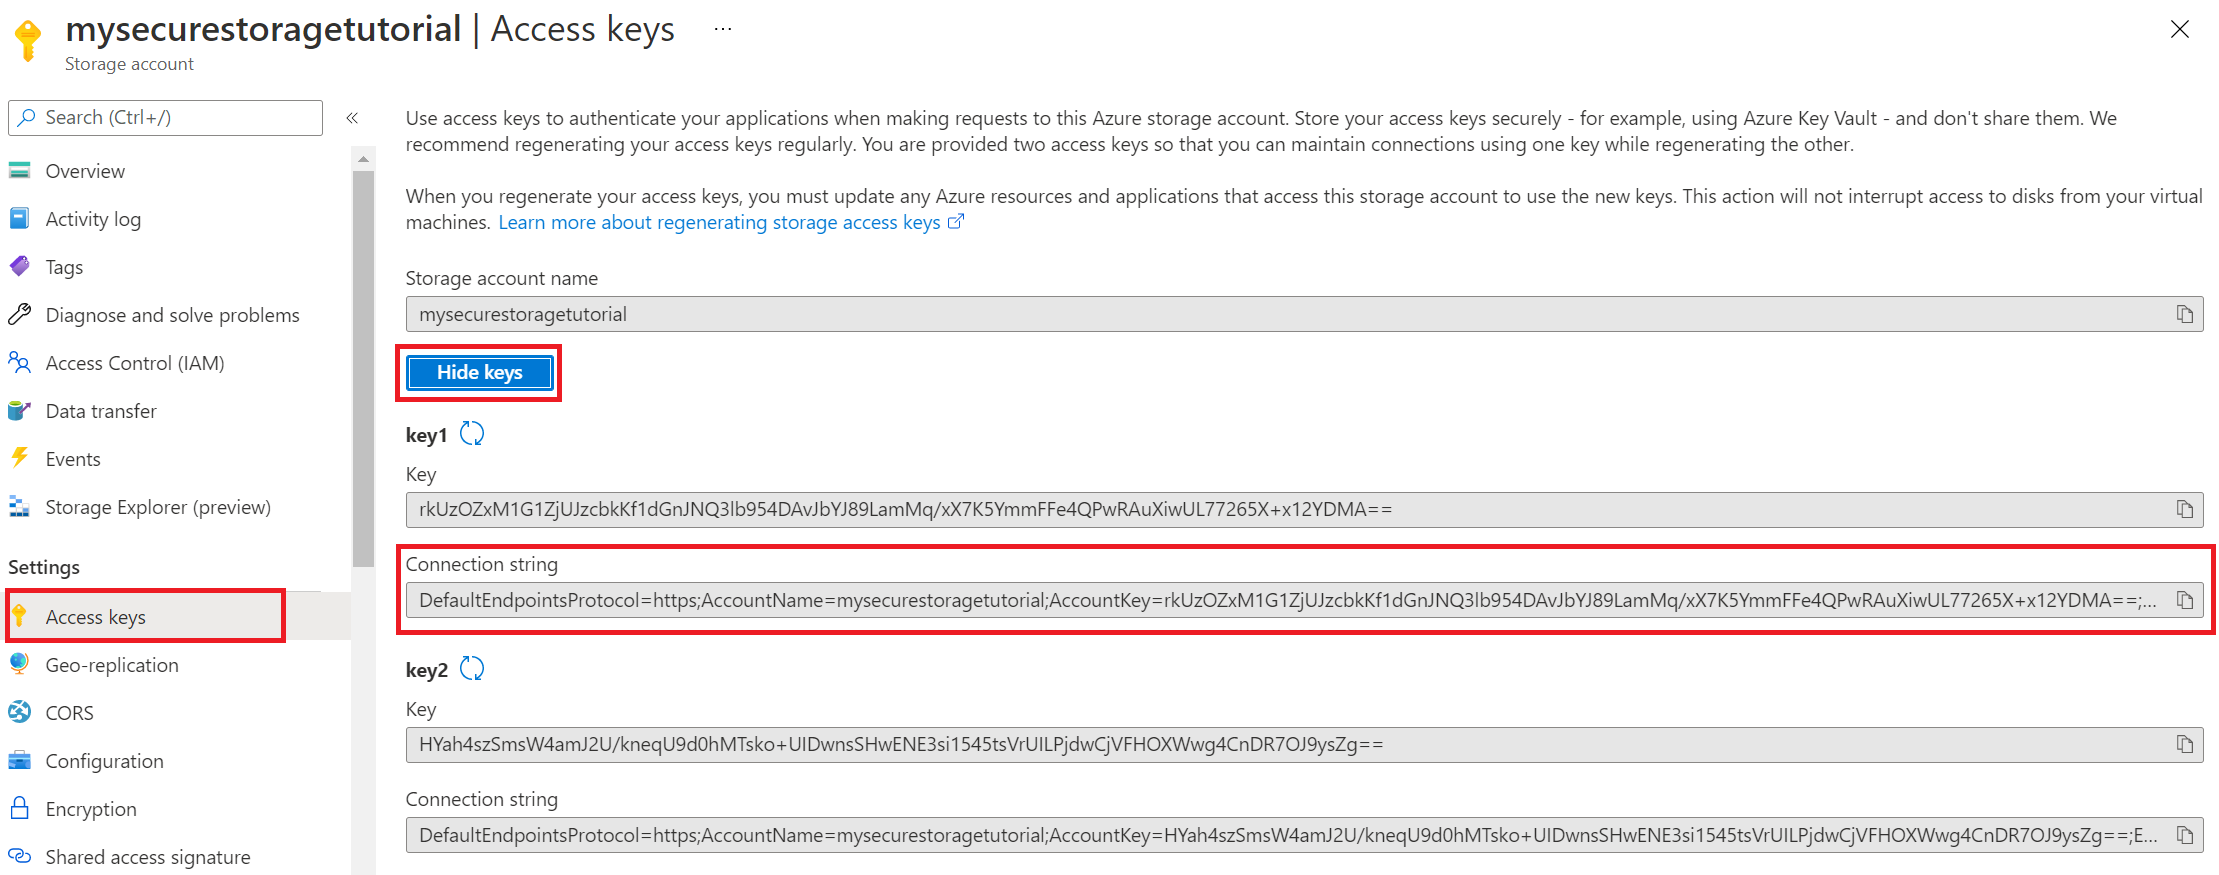 mysecurestoragetutorial | Access keys ...
Storage account
Search (Ctrl+/)
Overview
Activity log
Tags
Diagnose and solve problems
Access Control (IAM)
Data transfer
Events
Storage Explorer (preview)
Settings
Access keys
Geo-replication
CORS
Configuration
Encryption
Shared access signature
Use access keys to authenticate your applications when making requests to this Azure storage account. Store your access keys securely - for example, using Azure Key Vault - and don't share them. We
recommend regenerating your access keys regularly. You are provided two access keys so that you can maintain connections using one key while regenerating the other.
When you regenerate your access keys, you must update any Azure resources and applications that access this storage account to use the new keys. This action will not interrupt access to disks from your virtual
machines. Learn more about regenerating storage access keys
Storage account name
mysecurestoragetutorial
Hide keys
key1
Key
rkUzOZxM1G1ZjUJzcbkKf1dGnJNQ3lb954DAvJbYJ89LamMq/xX7K5YmmFFe4QPwRAuXiwUL77265X+x12YDMA==
Connection string
DefaultEndpointsProtocol=https;AccountName=mysecurestoragetutorial;AccountKey=rkUzOZxM1G1ZjUJzcbkKf1dGnJNQ3lb954DAvJbYJ89LamMq/xX7K5YmmFFe4QPwRAuXiwUL77265X+x12YDMA==;...
key2
Key
HYah4szSmsW4amJ2U/kneqU9d0hMTsko+UIDwnsSHwENE3si1545tsVrUILPjdwCjVFHOXWwg4CnDR7OJ9ysZg==
Connection string
DefaultEndpointsProtocol=https;AccountName=mysecurestoragetutorial;AccountKey=HYah4szSmsW4amJ2U/kneqU9d0hMTsko+UIDwnsSHwENE3si1545tsVrUILPjdwCjVFHOXWwg4CnDR7OJ9ysZg==;E...